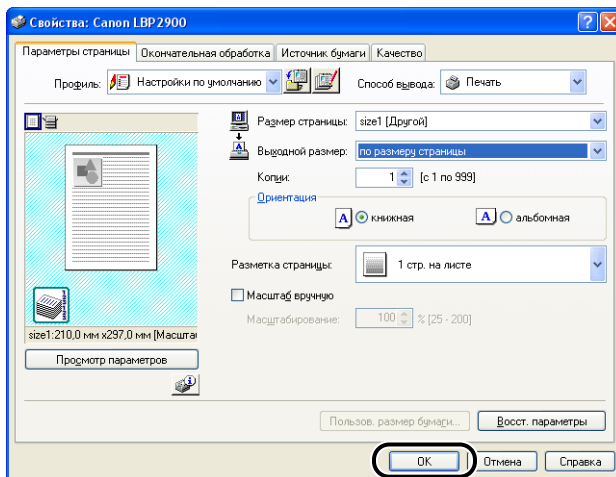 Свойства: Canon LBP2900
Параметры страницы Окончательная обработка Источник бумаги Качество
Профиль: Настройки по умолчанию Способ вывода: Печать
Размер страницы: size1 [Другой]
Выходной размер: по размеру страницы
Копии: 1 [с 1 по 999]
Ориентация
A книжная A альбомная
Разметка страницы: 1 стр. на листе
Масштаб вручную
Масштабирование: 100 % [25 - 200]
size1:210,0 мм x297,0 мм [Масшта
Просмотр параметров
Пользов. размер бумаги... Восст. параметры
OK Отмена Справка